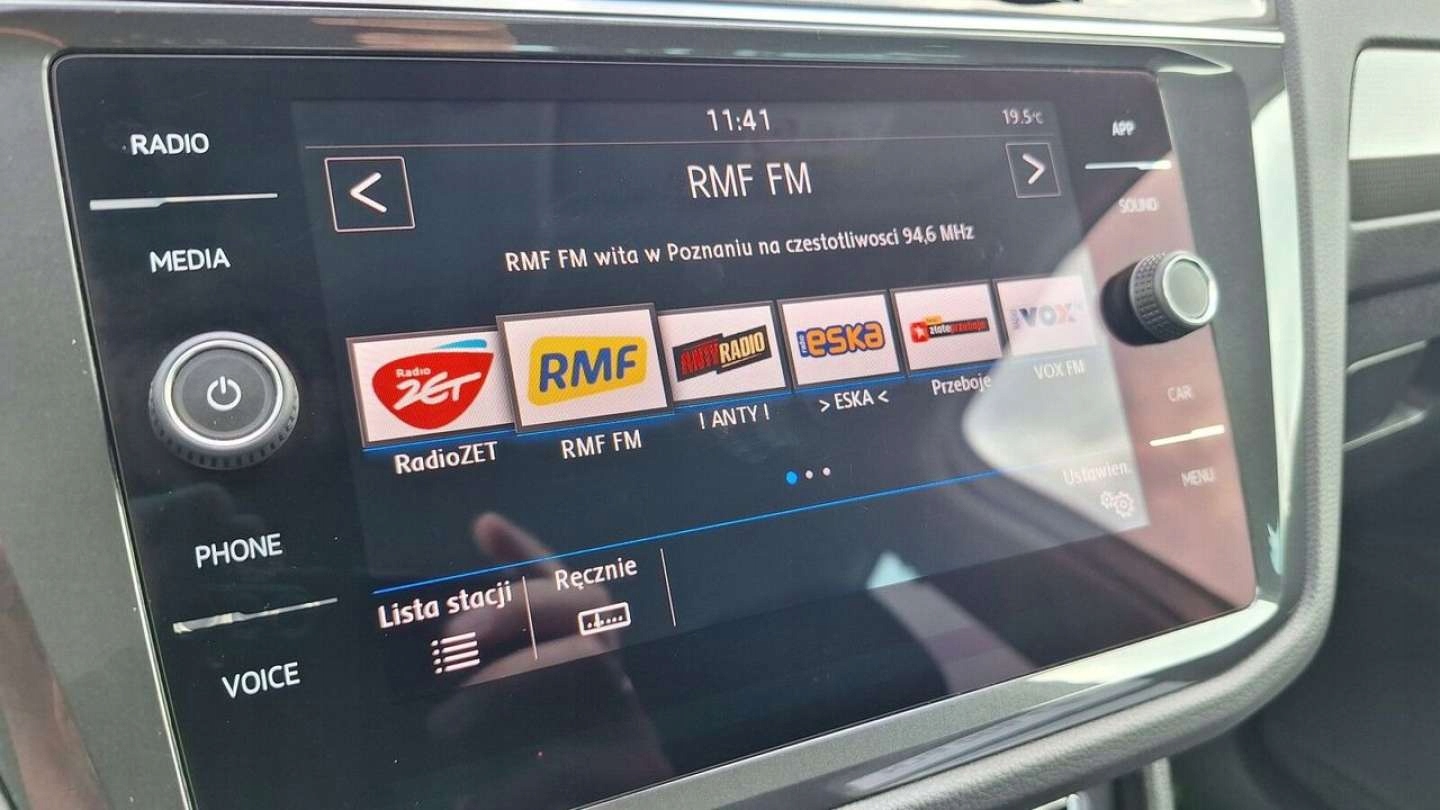 RADIO
MEDIA
PHONE
VOICE
11:41
19.5°C
<
RMF FM
>
RMF FM wita w Poznaniu na czestotliwosci 94,6 MHz
Radio ZET
RMF
ANTYRADIO
radio eska
złoteprzeboje
VOX
RadioZET
RMF FM
! ANTY !
> ESKA <
Przeboje
VOX FM
Ustawien.
Lista stacji
Ręcznie
APP
SOUND
CAR
MENU